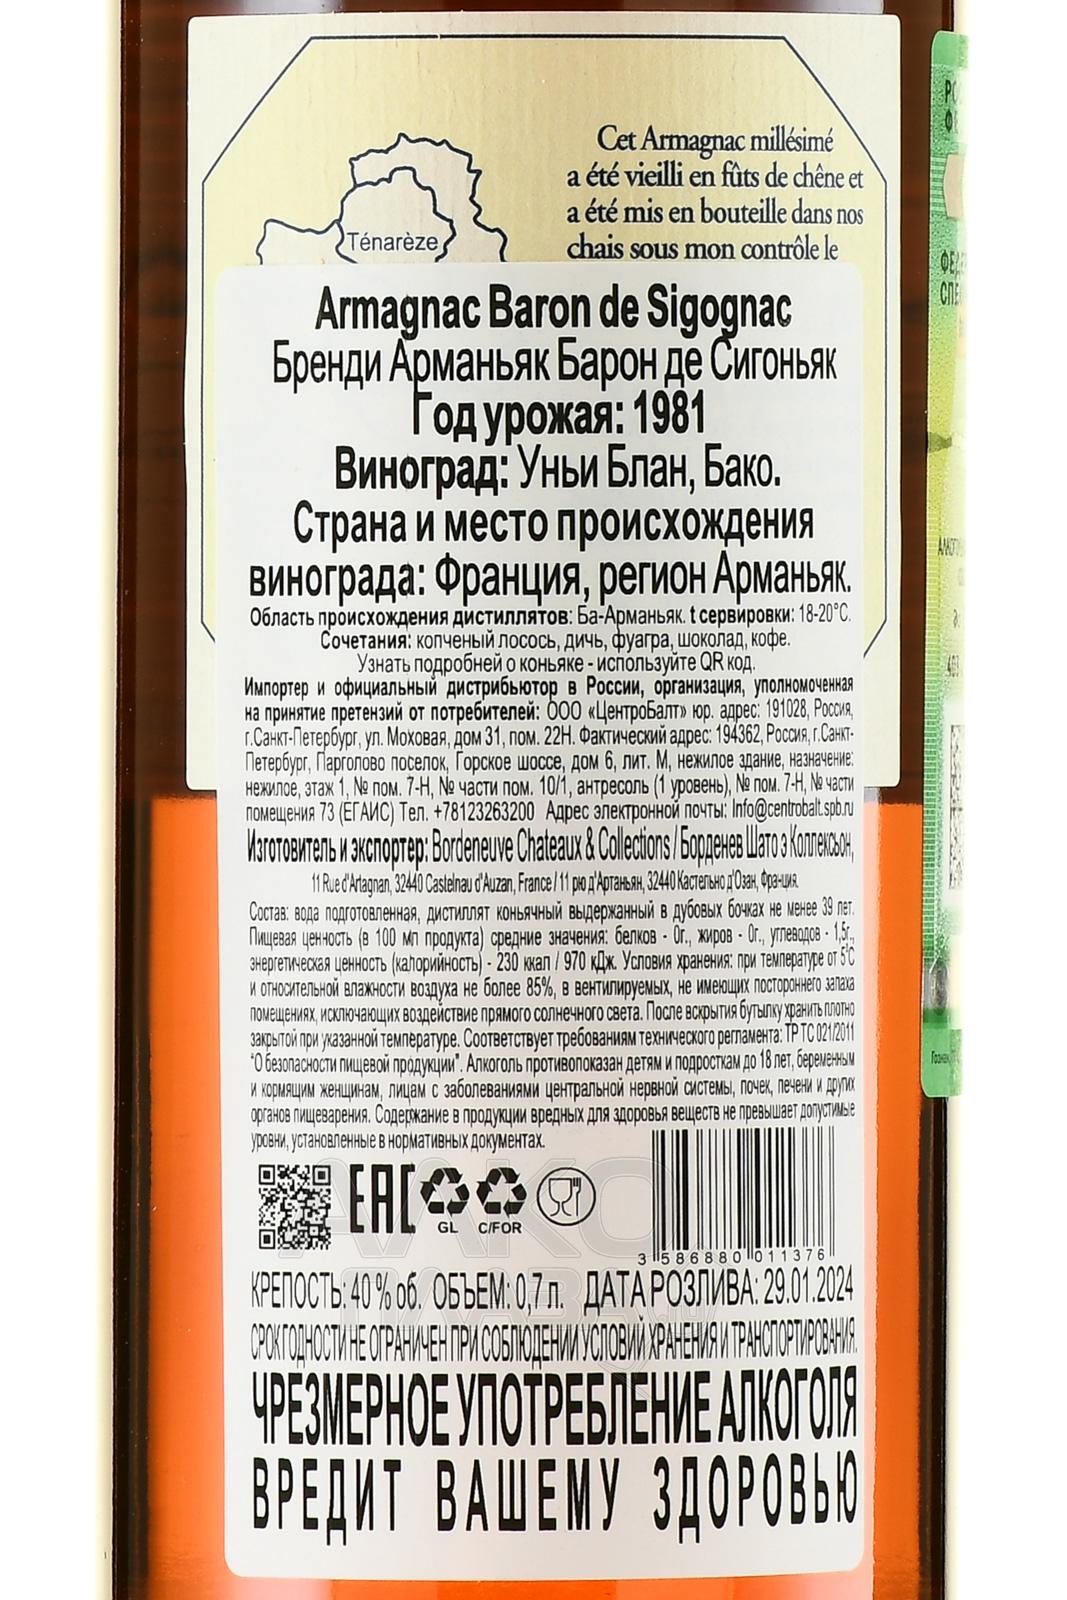 Cet Armagnac millésimé
a été vieilli en fûts de chêne et
a été mis en bouteille dans nos
chais sous mon contrôle le
Ténarèze
Armagnac Baron de Sigognac
Бренди Арманьяк Барон де Сигоньяк
Год урожая: 1981
Виноград: Уньи Блан, Бако.
Страна и место происхождения
винограда: Франция, регион Арманьяк.
Область происхождения дистиллятов: Ба-Арманьяк. t сервировки: 18-20°C.
Сочетания: копченый лосось, дичь, фуагра, шоколад, кофе.
Узнать подробней о коньяке - используйте QR код.
Импортер и официальный дистрибьютор в России, организация, уполномоченная
на принятие претензий от потребителей: ООО «ЦентроБалт» юр. адрес: 191028, Россия,
г.Санкт-Петербург, ул. Моховая, дом 31, пом. 22Н. Фактический адрес: 194362, Россия, г.Санкт-
Петербург, Парголово поселок, Горское шоссе, дом 6, лит. М, нежилое здание, назначение:
нежилое, этаж 1, № пом. 7-Н, № части пом. 10/1, антресоль (1 уровень), № пом. 7-Н, № части
помещения 73 (ЕГАИС) Тел. +78123263200 Адрес электронной почты: Info@centrobalt.spb.ru
Изготовитель и экспортер: Bordeneuve Chateaux & Collections / Борденев Шато э Коллексьон,
11 Rue d'Artagnan, 32440 Castelnau d'Auzan, France / 11 рю д'Артаньян, 32440 Кастельно д'Озан, Франция.
Состав: вода подготовленная, дистиллят коньячный выдержанный в дубовых бочках не менее 39 лет.
Пищевая ценность (в 100 мл продукта) средние значения: белков - 0г., жиров - 0г., углеводов - 1,5г.,
энергетическая ценность (калорийность) - 230 ккал / 970 кДж. Условия хранения: при температуре от 5°C
и относительной влажности воздуха не более 85%, в вентилируемых, не имеющих постороннего запаха
помещениях, исключающих воздействие прямого солнечного света. После вскрытия бутылку хранить плотно
закрытой при указанной температуре. Соответствует требованиям технического регламента: ТР ТС 021/2011
"О безопасности пищевой продукции". Алкоголь противопоказан детям и подросткам до 18 лет, беременным
и кормящим женщинам, лицам с заболеваниями центральной нервной системы, почек, печени и других
органов пищеварения. Содержание в продукции вредных для здоровья веществ не превышает допустимые
уровни, установленные в нормативных документах.
EAC
GL
C/FOR
3 586880 011376
КРЕПОСТЬ: 40 % об. ОБЪЕМ: 0,7 л. ДАТА РОЗЛИВА: 29.01.2024
СРОК ГОДНОСТИ НЕ ОГРАНИЧЕН ПРИ СОБЛЮДЕНИИ УСЛОВИЙ ХРАНЕНИЯ И ТРАНСПОРТИРОВАНИЯ.
ЧРЕЗМЕРНОЕ УПОТРЕБЛЕНИЕ АЛКОГОЛЯ
ВРЕДИТ ВАШЕМУ ЗДОРОВЬЮ